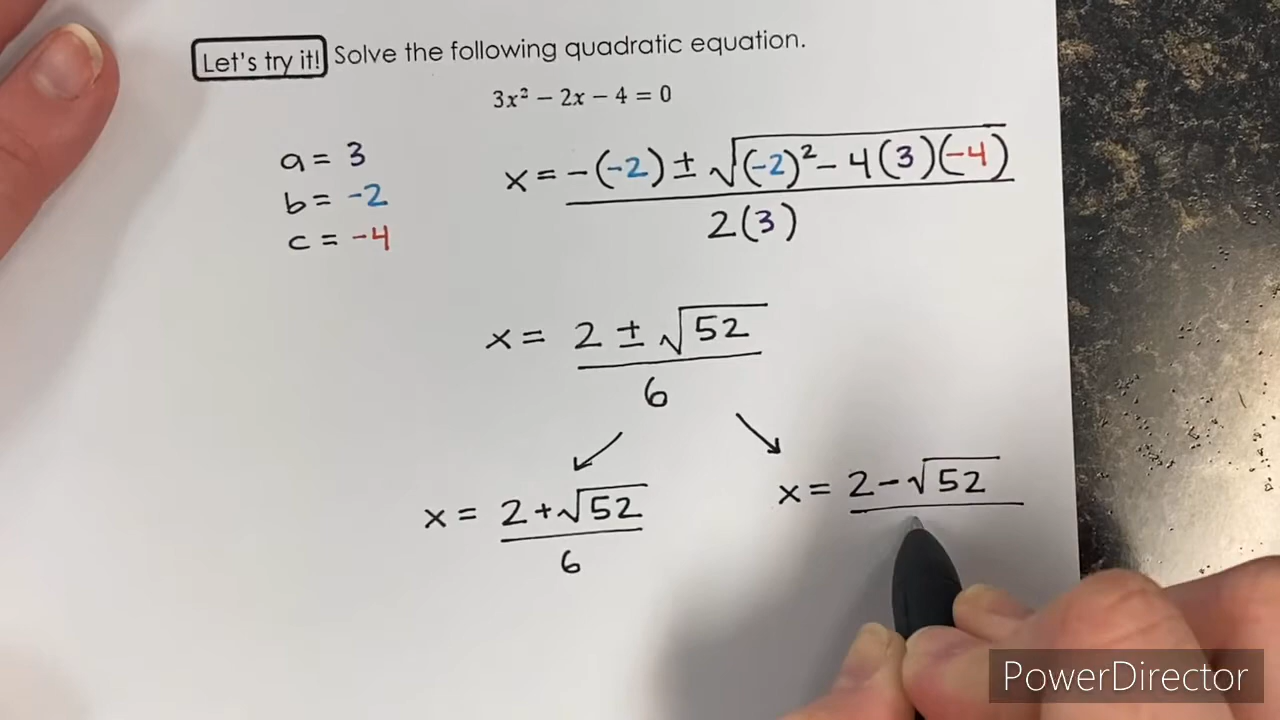 Let's try it! Solve the following quadratic equation.
3x² − 2x − 4 = 0
a = 3
b = -2
c = -4
x = -(-2) ± √(-2)² - 4(3)(-4)
2(3)
x = 2 ± √52
6
x = 2 + √52
6
x = 2 - √52
PowerDirector